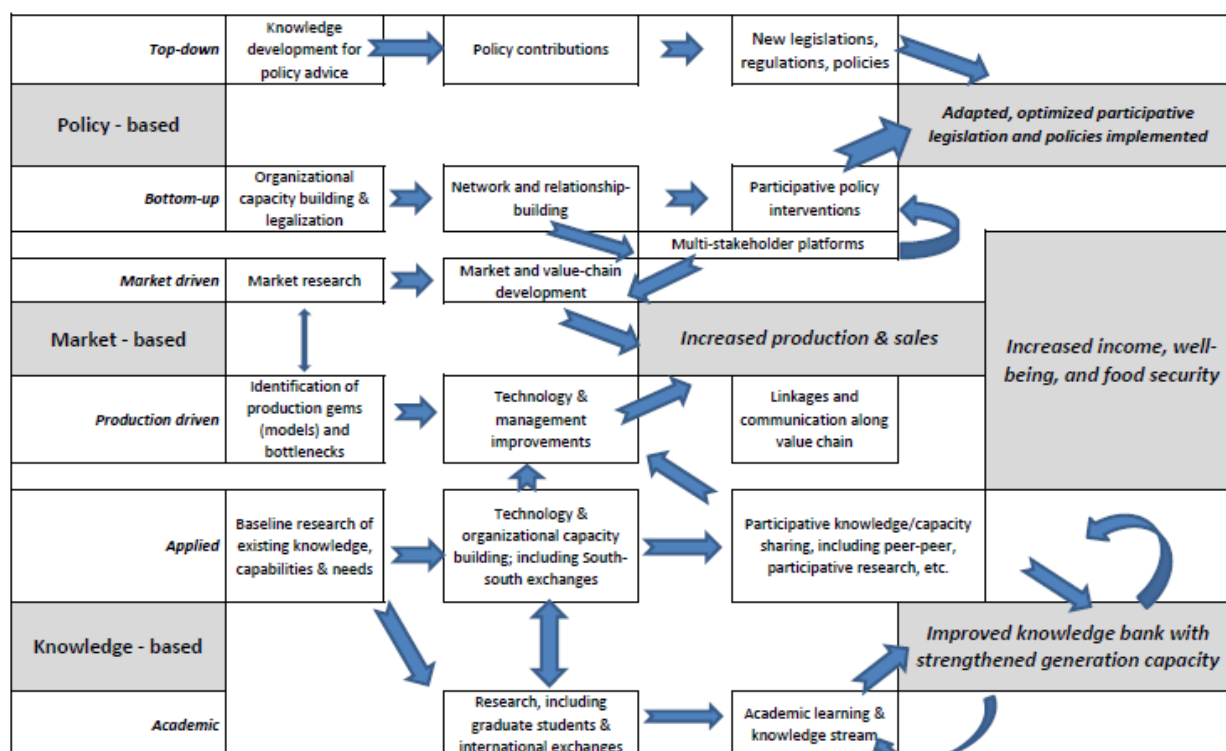 Top-down
Knowledge
development for
policy advice
Policy contributions
New legislations,
regulations, policies
Policy - based
Adapted, optimized participative
legislation and policies implemented
Bottom-up
Organizational
capacity building &
legalization
Network and relationship-
building
Participative policy
interventions
Multi-stakeholder platforms
Market driven
Market research
Market and value-chain
development
Market - based
Increased production & sales
Increased income, well-
being, and food security
Production driven
Identification of
production gems
(models) and
bottlenecks
Technology &
management
improvements
Linkages and
communication along
value chain
Applied
Baseline research of
existing knowledge,
capabilities & needs
Technology &
organizational capacity
building; including South-
south exchanges
Participative knowledge/capacity
sharing, including peer-peer,
participative research, etc.
Knowledge - based
Improved knowledge bank with
strengthened generation capacity
Academic
Research, including
graduate students &
international exchanges
Academic learning &
knowledge stream